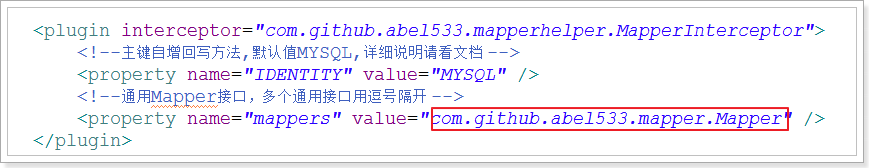 <plugin interceptor="com.github.abel533.mapperhelper.MapperInterceptor">
<!--主键自增回写方法,默认值MYSQL,详细说明请看文档 -->
<property name="IDENTITY" value="MYSQL" />
<!--通用Mapper接口，多个通用接口用逗号隔开 -->
<property name="mappers" value="com.github.abel533.mapper.Mapper" />
</plugin>